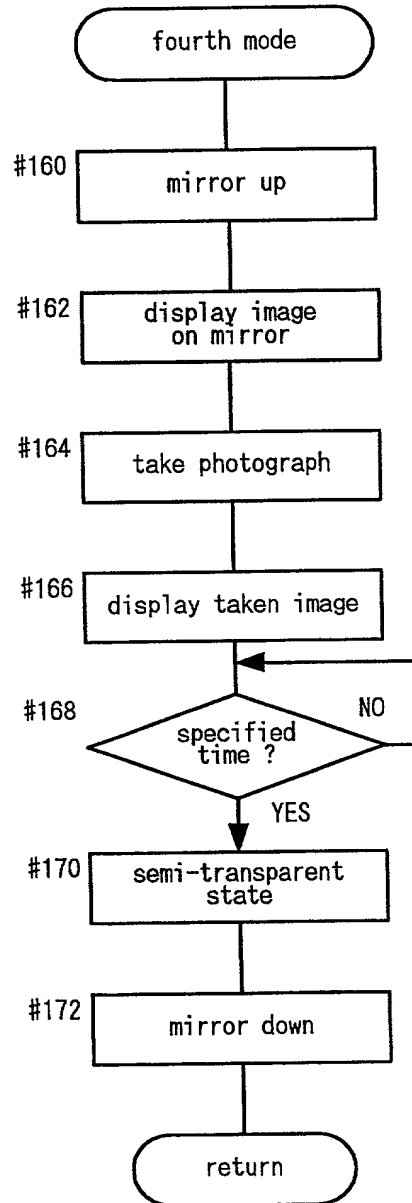 fourth mode
#160
mirror up
#162
display image
on mirror
#164
take photograph
#166
display taken image
#168
specified
time ?
NO
YES
#170
semi-transparent
state
#172
mirror down
return